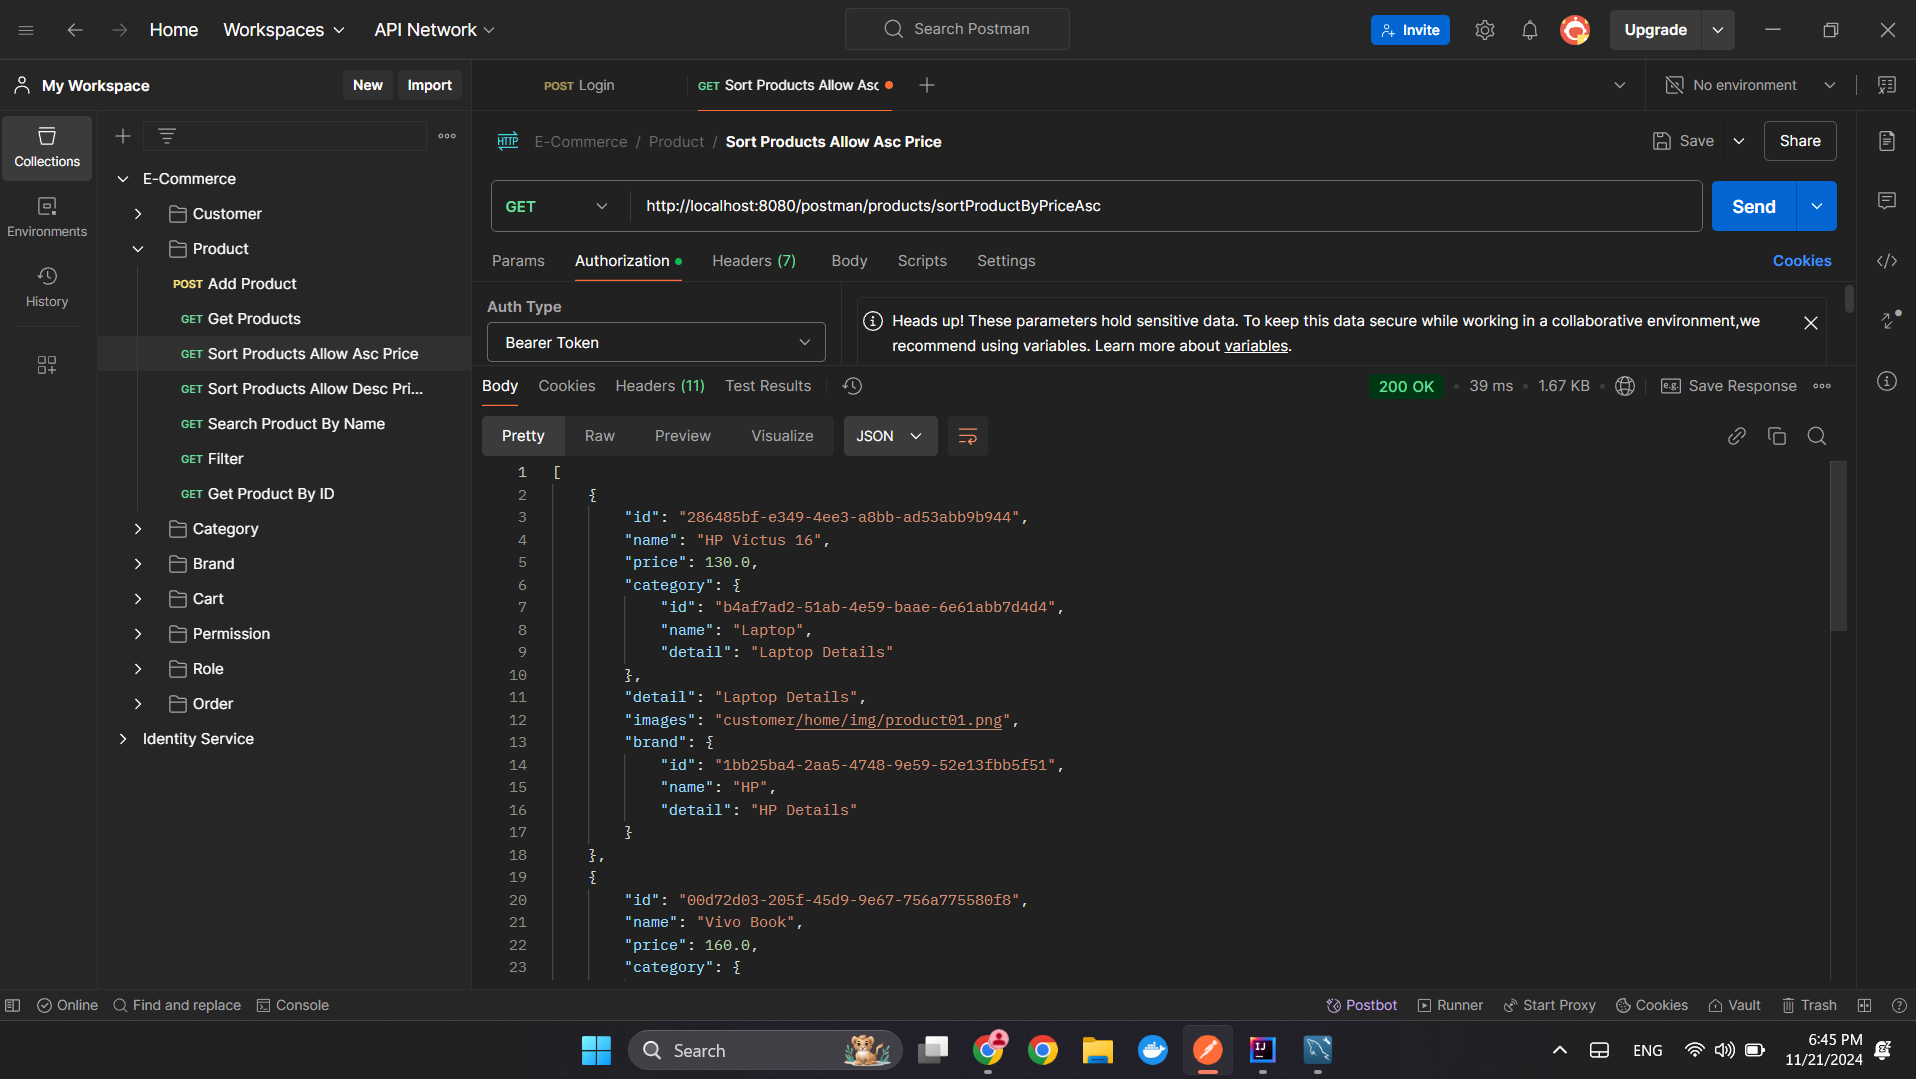 Home
Workspaces
API Network
Search Postman
Invite
Upgrade
My Workspace
New
Import
POST Login
GET Sort Products Allow Asc
No environment
Collections
Environments
History
E-Commerce
Customer
Product
POST Add Product
GET Get Products
GET Sort Products Allow Asc Price
GET Sort Products Allow Desc Pri...
GET Search Product By Name
GET Filter
GET Get Product By ID
Category
Brand
Cart
Permission
Role
Order
Identity Service
HTTP E-Commerce / Product / Sort Products Allow Asc Price
Save
Share
GET
http://localhost:8080/postman/products/sortProductByPriceAsc
Send
Params
Authorization
Headers (7)
Body
Scripts
Settings
Cookies
Auth Type
Bearer Token
Heads up! These parameters hold sensitive data. To keep this data secure while working in a collaborative environment,we
recommend using variables. Learn more about variables.
Body
Cookies
Headers (11)
Test Results
200 OK
39 ms
1.67 KB
e.g. Save Response
Pretty
Raw
Preview
Visualize
JSON
1 [
2 {
3 "id": "286485bf-e349-4ee3-a8bb-ad53abb9b944",
4 "name": "HP Victus 16",
5 "price": 130.0,
6 "category": {
7 "id": "b4af7ad2-51ab-4e59-baae-6e61abb7d4d4",
8 "name": "Laptop",
9 "detail": "Laptop Details"
10 },
11 "detail": "Laptop Details",
12 "images": "customer/home/img/product01.png",
13 "brand": {
14 "id": "1bb25ba4-2aa5-4748-9e59-52e13fbb5f51",
15 "name": "HP",
16 "detail": "HP Details"
17 }
18 },
19 {
20 "id": "00d72d03-205f-45d9-9e67-756a775580f8",
21 "name": "Vivo Book",
22 "price": 160.0,
23 "category": {
Online
Find and replace
Console
Postbot
Runner
Start Proxy
Cookies
Vault
Trash
Search
IJ
ENG
6:45 PM
11/21/2024